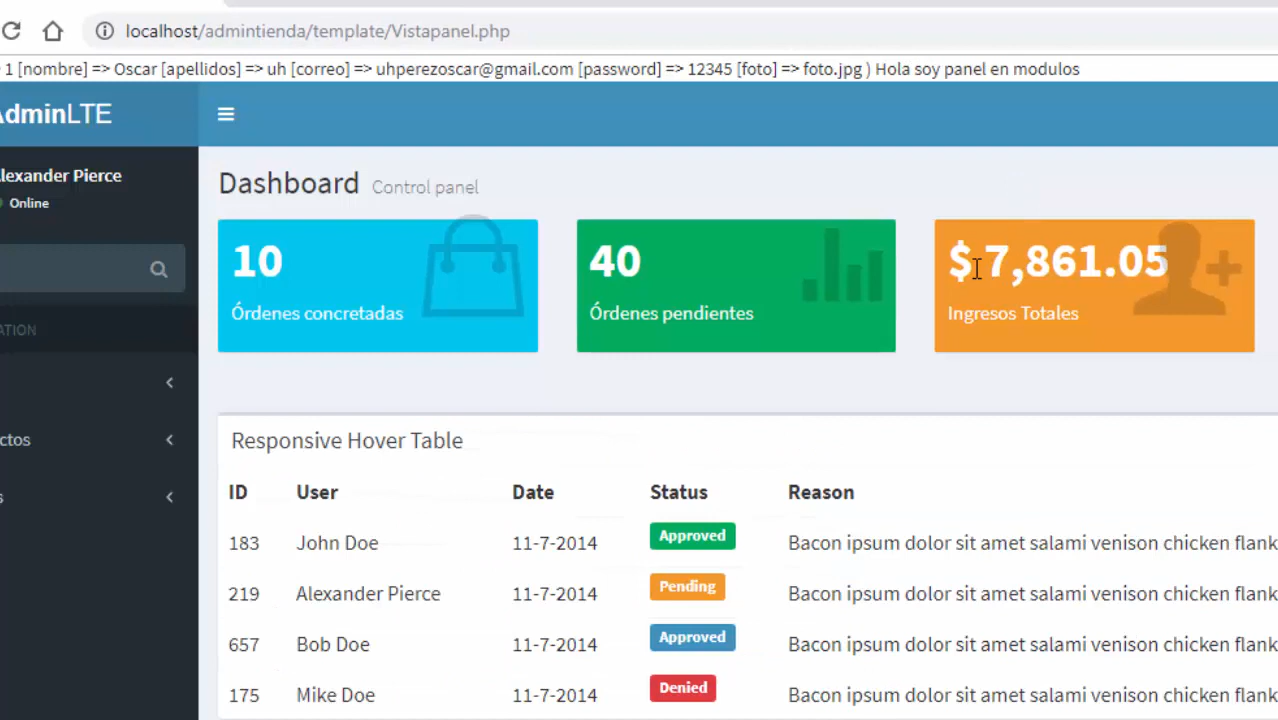 localhost/admintienda/template/Vistapanel.php
1 [nombre] => Oscar [apellidos] => uh [correo] => uhperezoscar@gmail.com [password] => 12345 [foto] => foto.jpg ) Hola soy panel en modulos
AdminLTE
lexander Pierce
Online
Dashboard Control panel
10
Órdenes concretadas
40
Órdenes pendientes
$ 7,861.05
Ingresos Totales
ATION
ctos
s
Responsive Hover Table
ID User Date Status Reason
183 John Doe 11-7-2014 Approved Bacon ipsum dolor sit amet salami venison chicken flank
219 Alexander Pierce 11-7-2014 Pending Bacon ipsum dolor sit amet salami venison chicken flank
657 Bob Doe 11-7-2014 Approved Bacon ipsum dolor sit amet salami venison chicken flank
175 Mike Doe 11-7-2014 Denied Bacon ipsum dolor sit amet salami venison chicken flank